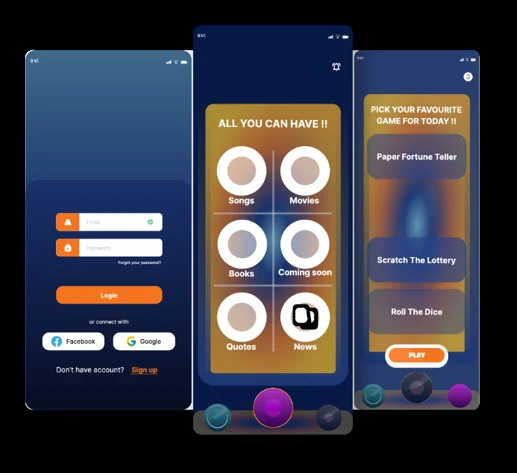 9:41
Email
Password
Forgot your password?
Login
or connect with
Facebook
Google
Don't have account? Sign up
9:41
ALL YOU CAN HAVE !!
Songs
Movies
Books
Coming soon
Quotes
News
9:41
PICK YOUR FAVOURITE
GAME FOR TODAY !!
Paper Fortune Teller
Scratch The Lottery
Roll The Dice
PLAY